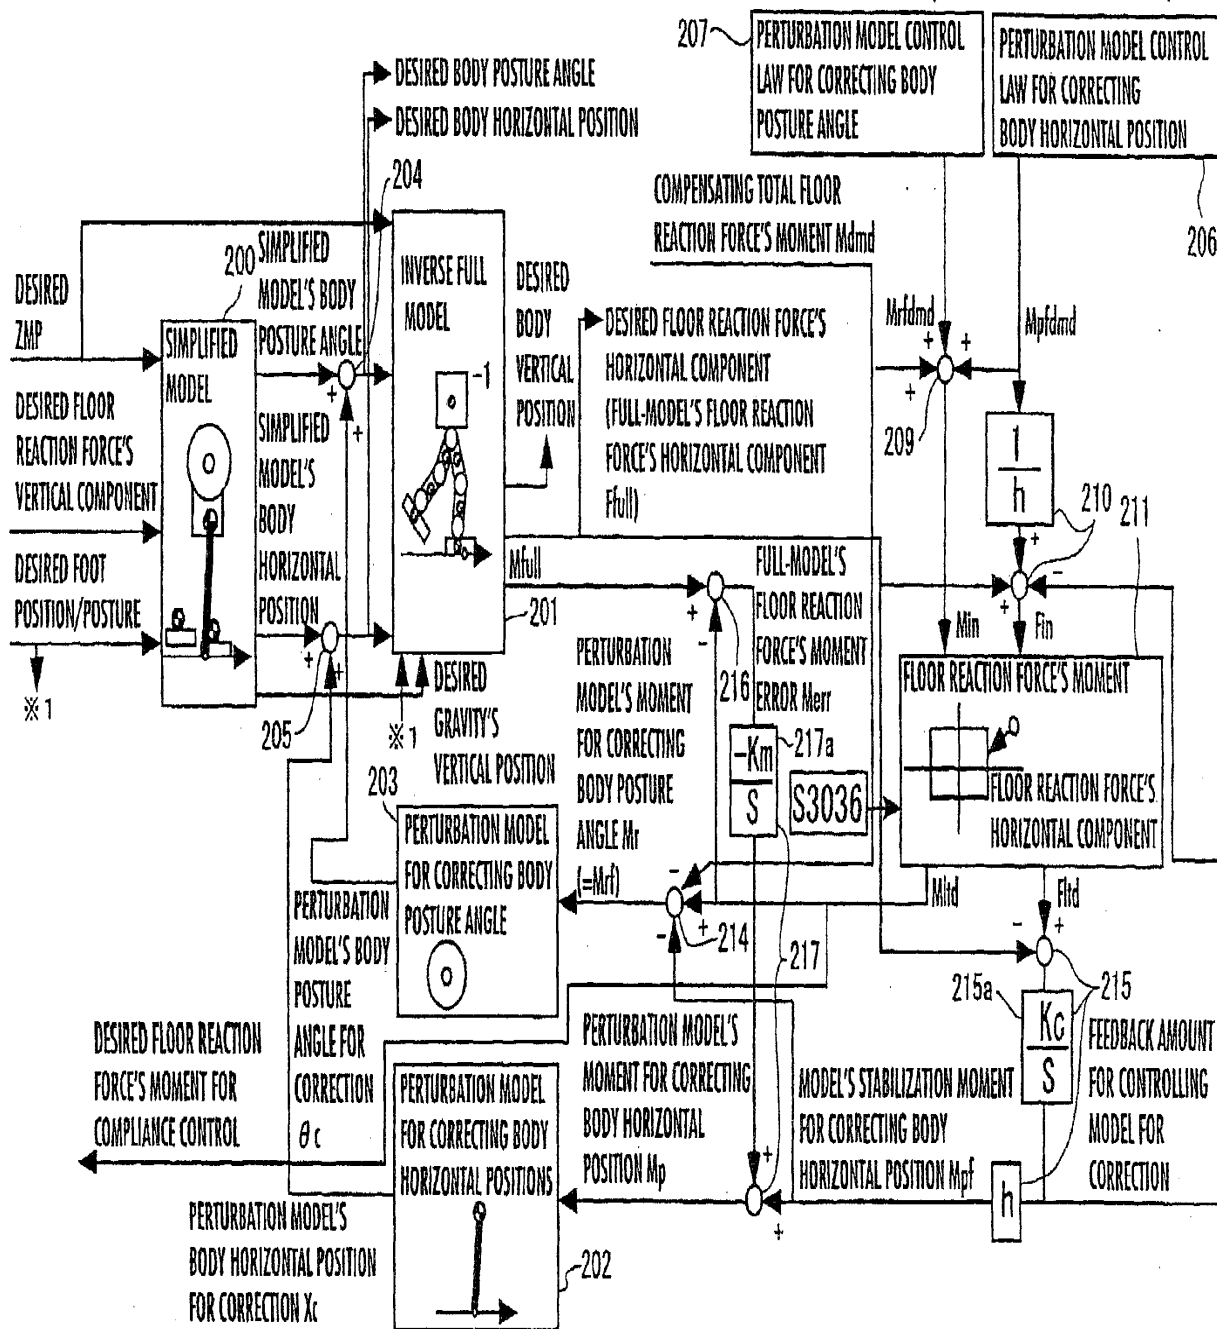 207
PERTURBATION MODEL CONTROL
LAW FOR CORRECTING BODY
POSTURE ANGLE
PERTURBATION MODEL CONTROL
LAW FOR CORRECTING
BODY HORIZONTAL POSITION
206
DESIRED BODY POSTURE ANGLE
DESIRED BODY HORIZONTAL POSITION
204
COMPENSATING TOTAL FLOOR
REACTION FORCE'S MOMENT Mdmd
DESIRED
ZMP
DESIRED FLOOR
REACTION FORCE'S
VERTICAL COMPONENT
DESIRED FOOT
POSITION/POSTURE
※1
200
SIMPLIFIED
MODEL
SIMPLIFIED
MODEL'S BODY
POSTURE ANGLE
+
+
SIMPLIFIED
MODEL'S
BODY
HORIZONTAL
POSITION
+
+
205
INVERSE FULL
MODEL
-1
201
※1
DESIRED
BODY
VERTICAL
POSITION
DESIRED
GRAVITY'S
VERTICAL POSITION
DESIRED FLOOR REACTION FORCE'S
HORIZONTAL COMPONENT
(FULL-MODEL'S FLOOR REACTION
FORCE'S HORIZONTAL COMPONENT
Ffull)
Mfull
Mrfdmd
Mpfdmd
+
+
+
209
1
h
210
211
+
+
-
Min
Fin
FULL-MODEL'S
FLOOR REACTION
FORCE'S MOMENT
ERROR Merr
+
-
216
217a
-Km
S
S3036
FLOOR REACTION FORCE'S MOMENT
FLOOR REACTION FORCE'S
HORIZONTAL COMPONENT
Mltd
Fltd
PERTURBATION
MODEL'S MOMENT
FOR CORRECTING
BODY POSTURE
ANGLE Mr
(=Mrf)
203
PERTURBATION MODEL
FOR CORRECTING BODY
POSTURE ANGLE
-
+
-
214
217
-
+
215
215a
Kc
S
PERTURBATION
MODEL'S BODY
POSTURE
ANGLE FOR
CORRECTION
θc
DESIRED FLOOR REACTION
FORCE'S MOMENT FOR
COMPLIANCE CONTROL
PERTURBATION MODEL
FOR CORRECTING BODY
HORIZONTAL POSITIONS
202
PERTURBATION MODEL'S
MOMENT FOR CORRECTING
BODY HORIZONTAL
POSITION Mp
+
+
MODEL'S STABILIZATION MOMENT
FOR CORRECTING BODY
HORIZONTAL POSITION Mpf
h
FEEDBACK AMOUNT
FOR CONTROLLING
MODEL FOR
CORRECTION
PERTURBATION MODEL'S
BODY HORIZONTAL POSITION
FOR CORRECTION Xc